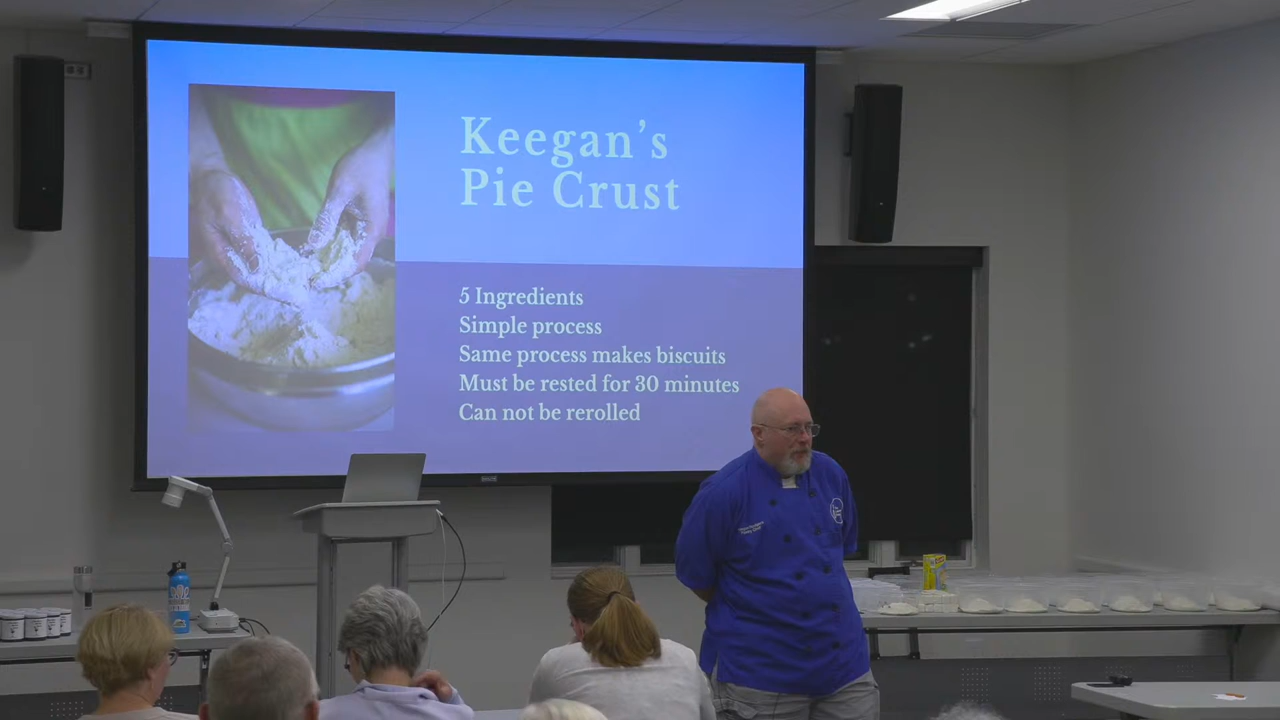 Keegan's
Pie Crust
5 Ingredients
Simple process
Same process makes biscuits
Must be rested for 30 minutes
Can not be rerolled